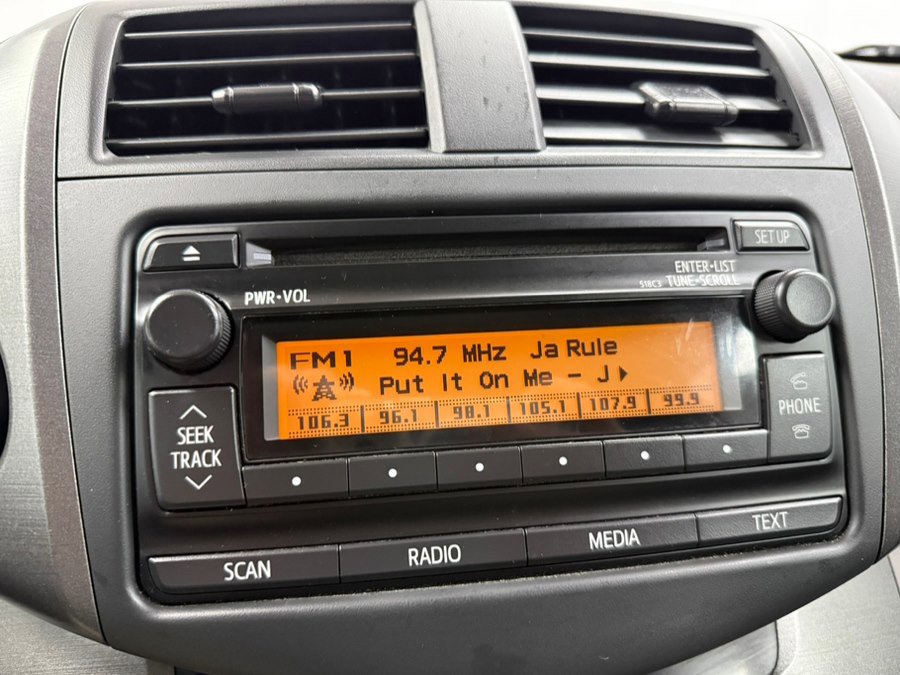 SET UP
ENTER•LIST
518C3 TUNE•SCROLL
PWR•VOL
FM1 94.7 MHz Ja Rule
Put It On Me - J
106.3 96.1 98.1 105.1 107.9 99.9
SEEK
TRACK
PHONE
SCAN RADIO MEDIA TEXT